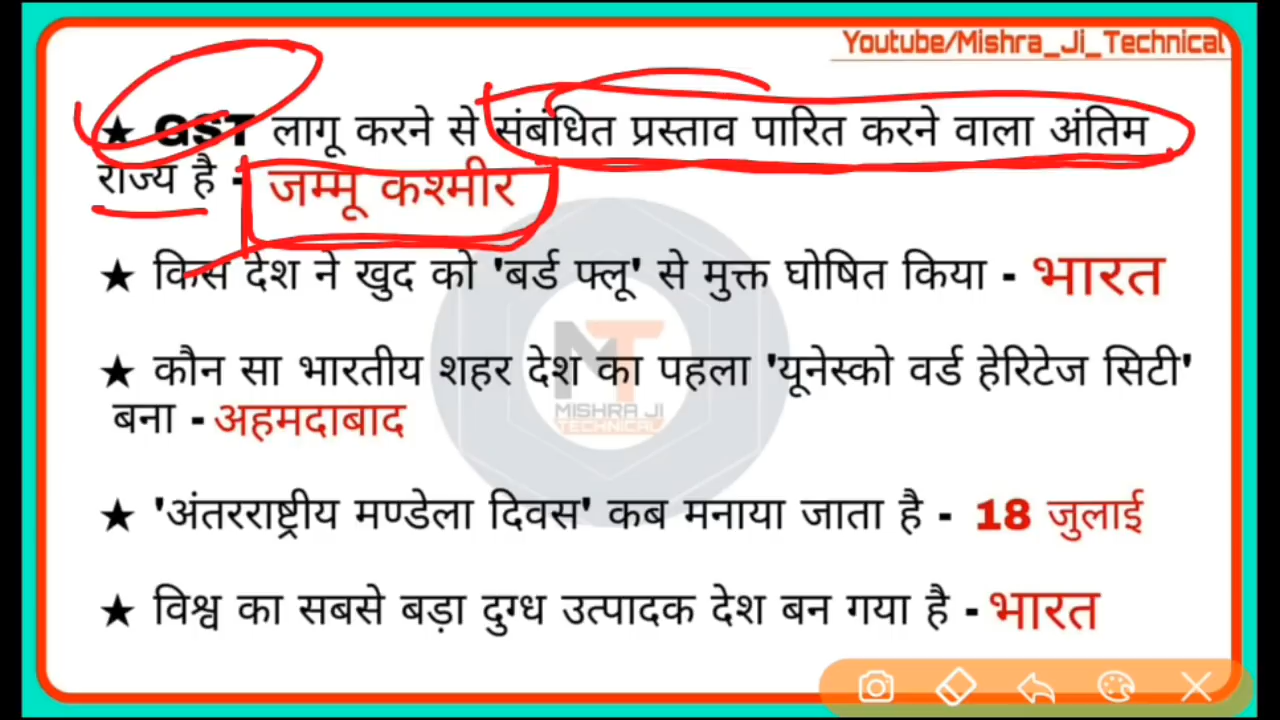 Youtube/Mishra_Ji_Technical
★ GST लागू करने से संबंधित प्रस्ताव पारित करने वाला अंतिम
राज्य है - जम्मू कश्मीर
★ किस देश ने खुद को 'बर्ड फ्लू' से मुक्त घोषित किया - भारत
★ कौन सा भारतीय शहर देश का पहला 'यूनेस्को वर्ड हेरिटेज सिटी'
बना - अहमदाबाद
MT
MISHRA JI
TECHNICAL
★ 'अंतरराष्ट्रीय मण्डेला दिवस' कब मनाया जाता है - 18 जुलाई
★ विश्व का सबसे बड़ा दुग्ध उत्पादक देश बन गया है - भारत